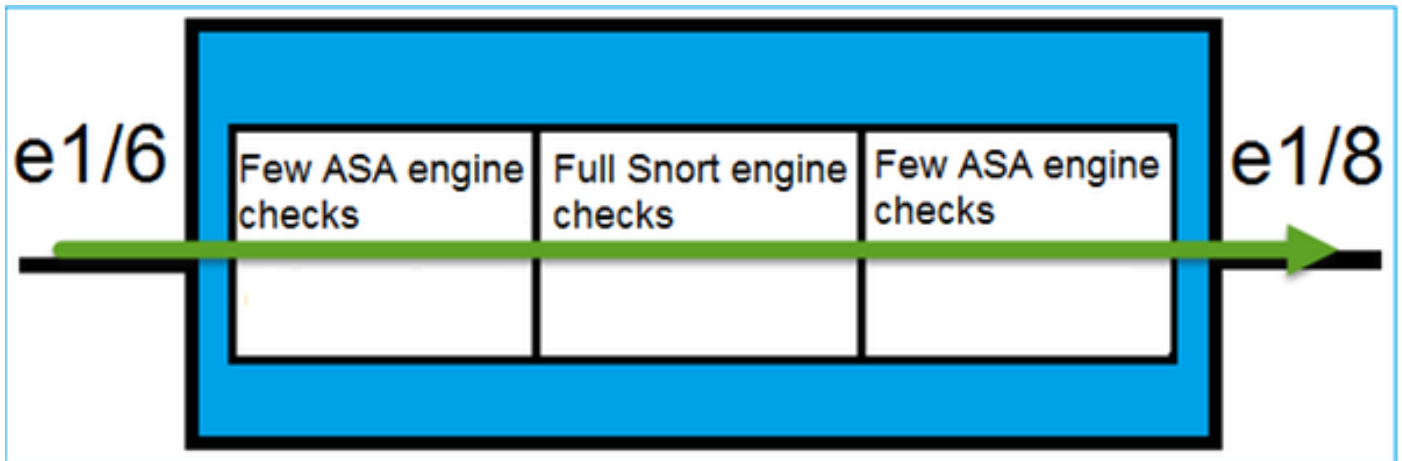 e1/6
Few ASA engine
checks
Full Snort engine
checks
Few ASA engine
checks
e1/8